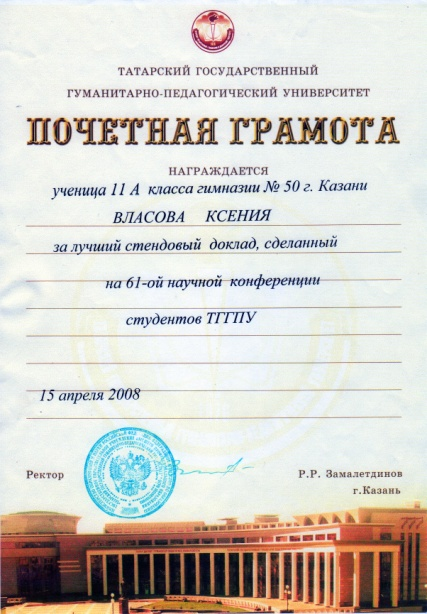 ТАТАРСКИЙ ГОСУДАРСТВЕННЫЙ
ГУМАНИТАРНО-ПЕДАГОГИЧЕСКИЙ УНИВЕРСИТЕТ
ПОЧЕТНАЯ ГРАМОТА
НАГРАЖДАЕТСЯ
ученица 11 А класса гимназии № 50 г. Казани
ВЛАСОВА КСЕНИЯ
за лучший стендовый доклад, сделанный
на 61-ой научной конференции
студентов ТГГПУ
15 апреля 2008
Ректор
Р.Р. Замалетдинов
г.Казань